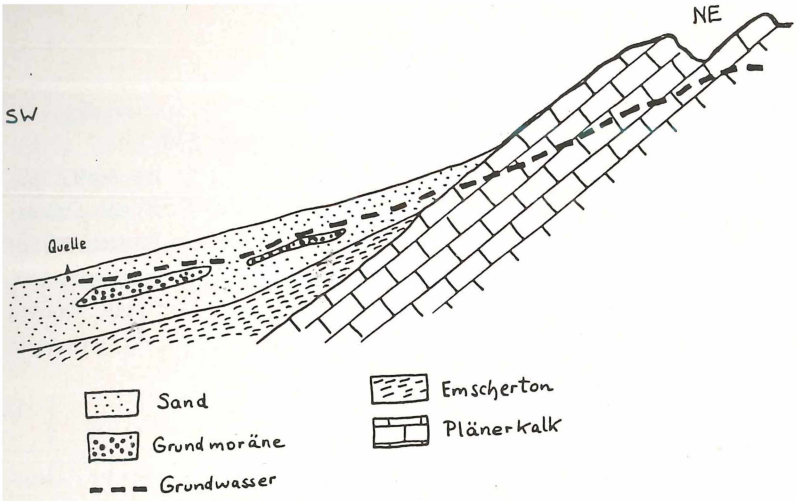 NE
SW
Quelle
Sand
Grundmoräne
Grundwasser
Emscherton
Plänerkalk